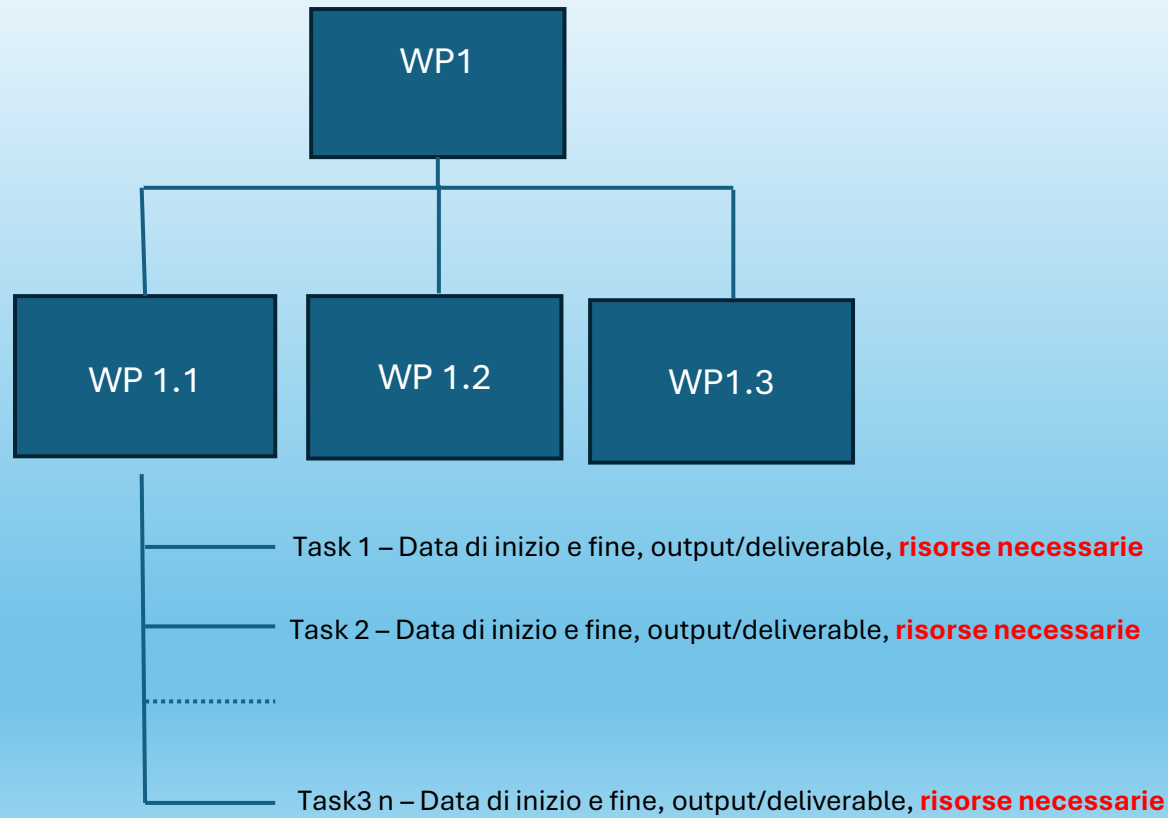 WP1
WP 1.1
WP 1.2
WP1.3
Task 1 – Data di inizio e fine, output/deliverable, risorse necessarie
Task 2 – Data di inizio e fine, output/deliverable, risorse necessarie
Task3 n – Data di inizio e fine, output/deliverable, risorse necessarie